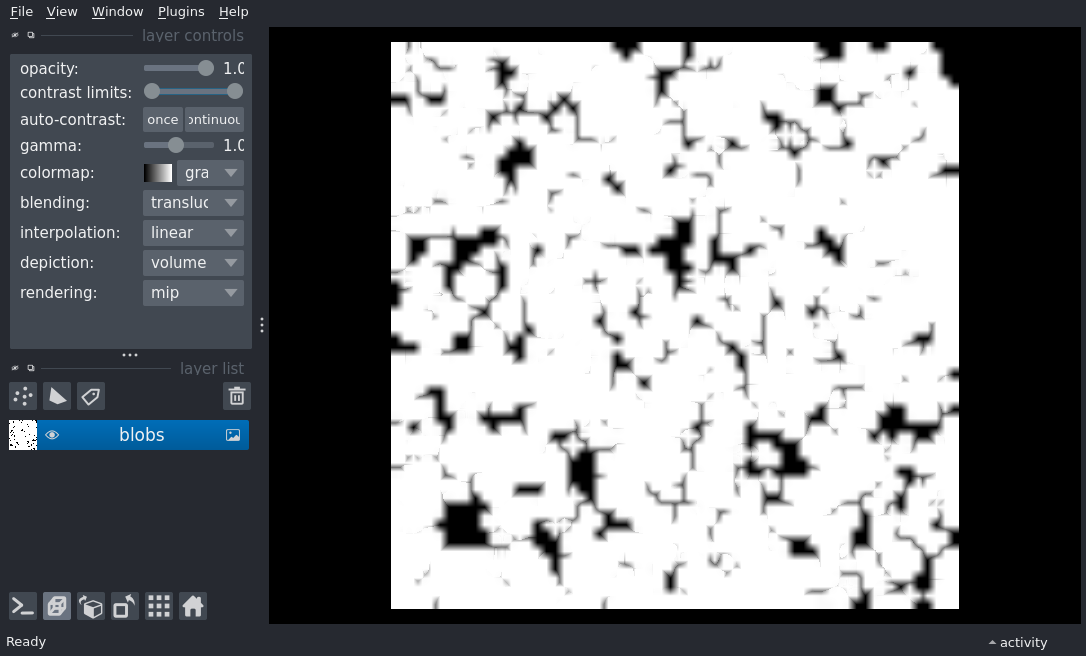 File View Window Plugins Help
layer controls
opacity: 1.0
contrast limits:
auto-contrast: once ontinuou
gamma: 1.0
colormap: gra
blending: transluc
interpolation: linear
depiction: volume
rendering: mip
layer list
blobs
Ready
activity